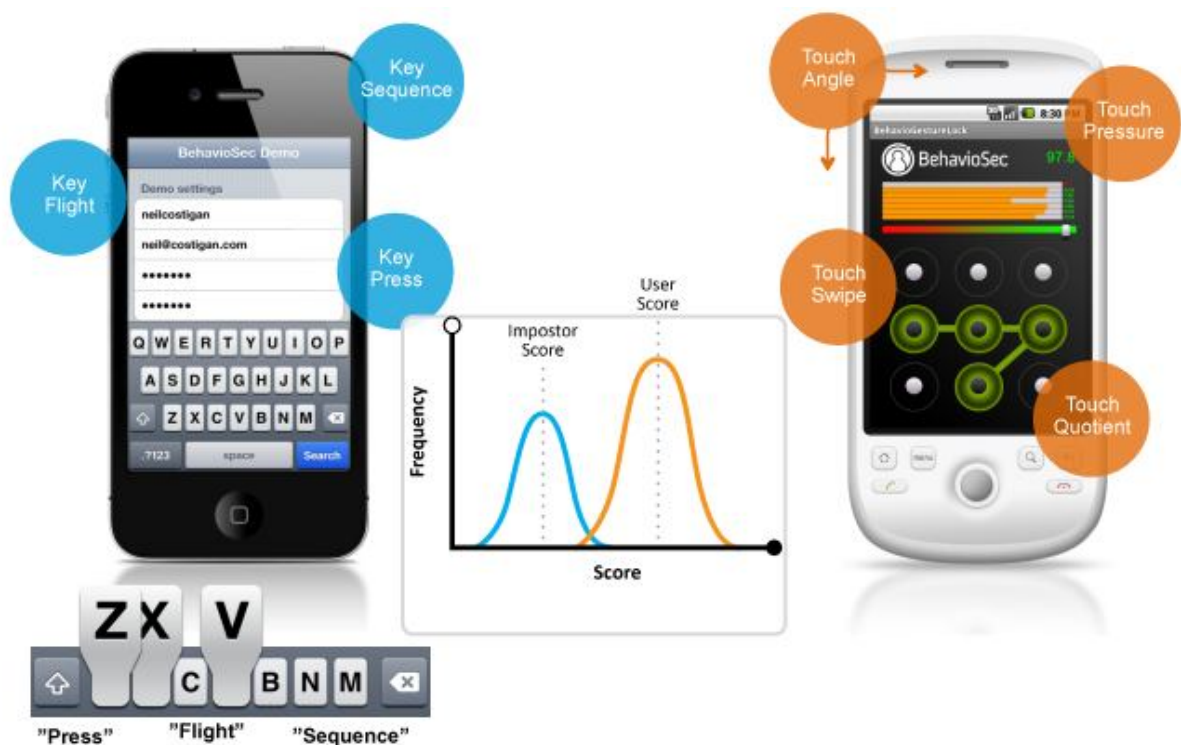 Key
Sequence
Key
Flight
Key
Press
BehavioSec Demo
Demo settings
neilcostigan
neil@costigan.com
•••••••
•••••••
Q W E R T Y U I O P
A S D F G H J K L
Z X C V B N M
.?123 space Search
Touch
Angle
Touch
Pressure
8:30
BehavioGestureLock
BehavioSec 97.8
Touch
Swipe
Touch
Quotient
menu
User
Score
Impostor
Score
Frequency
Score
Z X V
C B N M
"Press" "Flight" "Sequence"